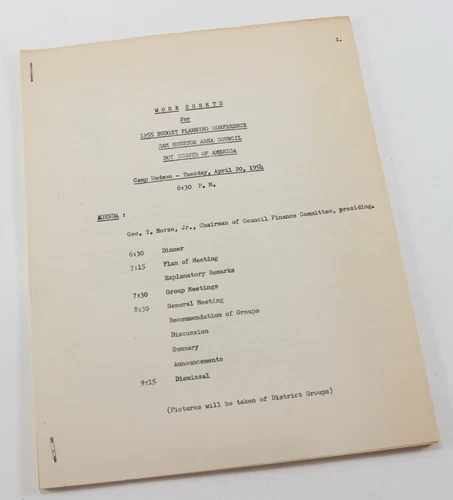 1.
WORK SHEETS
for
1955 BUDGET PLANNING CONFERENCE
SAM HOUSTON AREA COUNCIL
BOY SCOUTS OF AMERICA
Camp Hudson - Tuesday, April 20, 1954
6:30 P. M.
AGENDA :
Geo. T. Morse, Jr., Chairman of Council Finance Committee, presiding.
6:30 Dinner
7:15 Plan of Meeting
Explanatory Remarks
7:30 Group Meetings
8:30 General Meeting
Recommendation of Groups
Discussion
Summary
Announcements
9:15 Dismissal
(Pictures will be taken of District Groups)